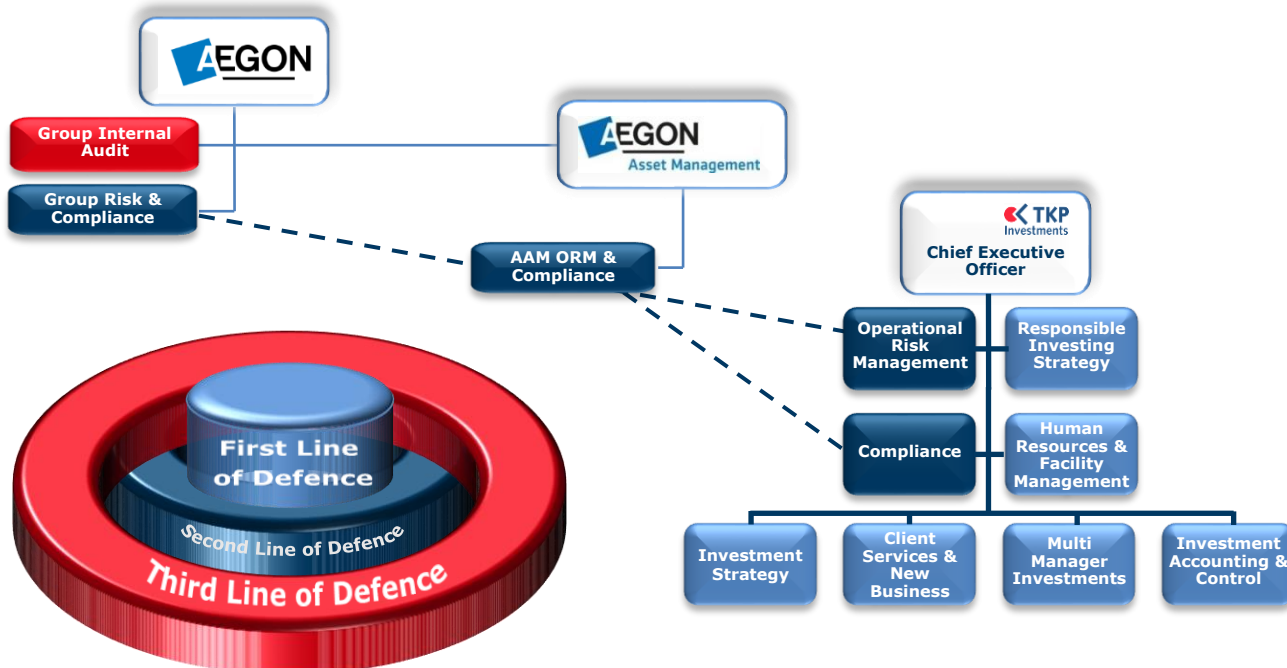 AEGON
Group Internal
Audit
AEGON
Asset Management
Group Risk &
Compliance
TKP
Investments
Chief Executive
Officer
AAM ORM &
Compliance
Operational
Risk
Management
Responsible
Investing
Strategy
First Line
of Defence
Second Line of Defence
Third Line of Defence
Compliance
Human
Resources &
Facility
Management
Investment
Strategy
Client
Services &
New
Business
Multi
Manager
Investments
Investment
Accounting &
Control